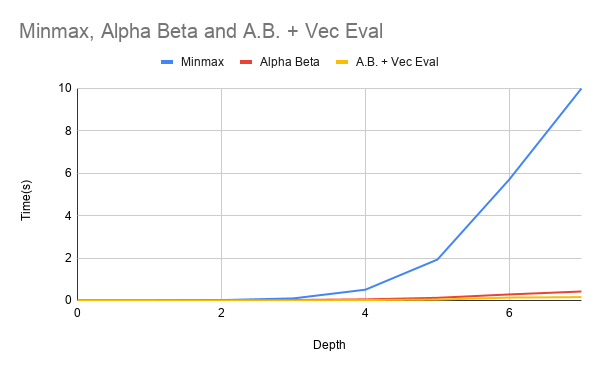 Minmax, Alpha Beta and A.B. + Vec Eval
Minmax Alpha Beta A.B. + Vec Eval
Time(s)
10
8
6
4
2
0
0 2 4 6
Depth